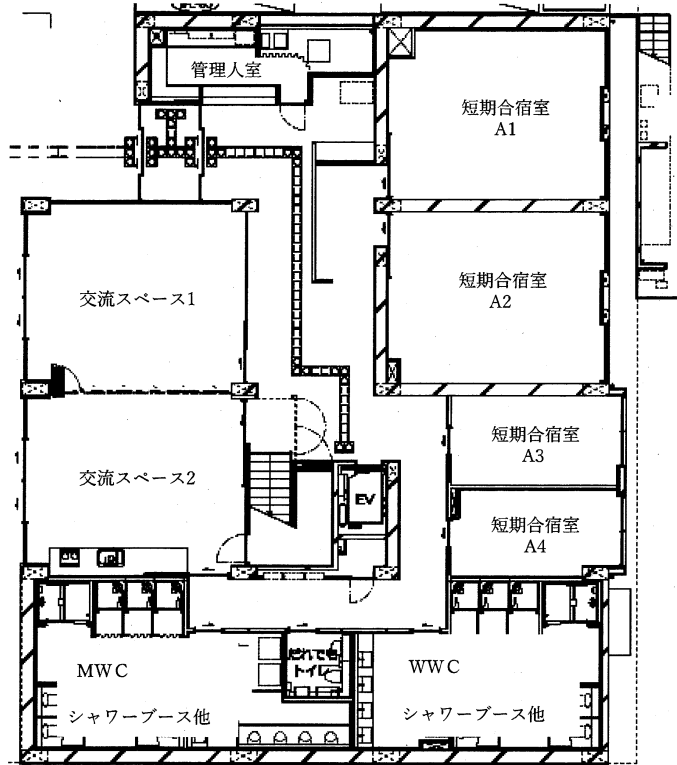 管理人室
短期合宿室
A1
短期合宿室
A2
交流スペース1
短期合宿室
A3
交流スペース2
EV
短期合宿室
A4
だれでも
トイレ
MWC
WWC
シャワーブース他
シャワーブース他